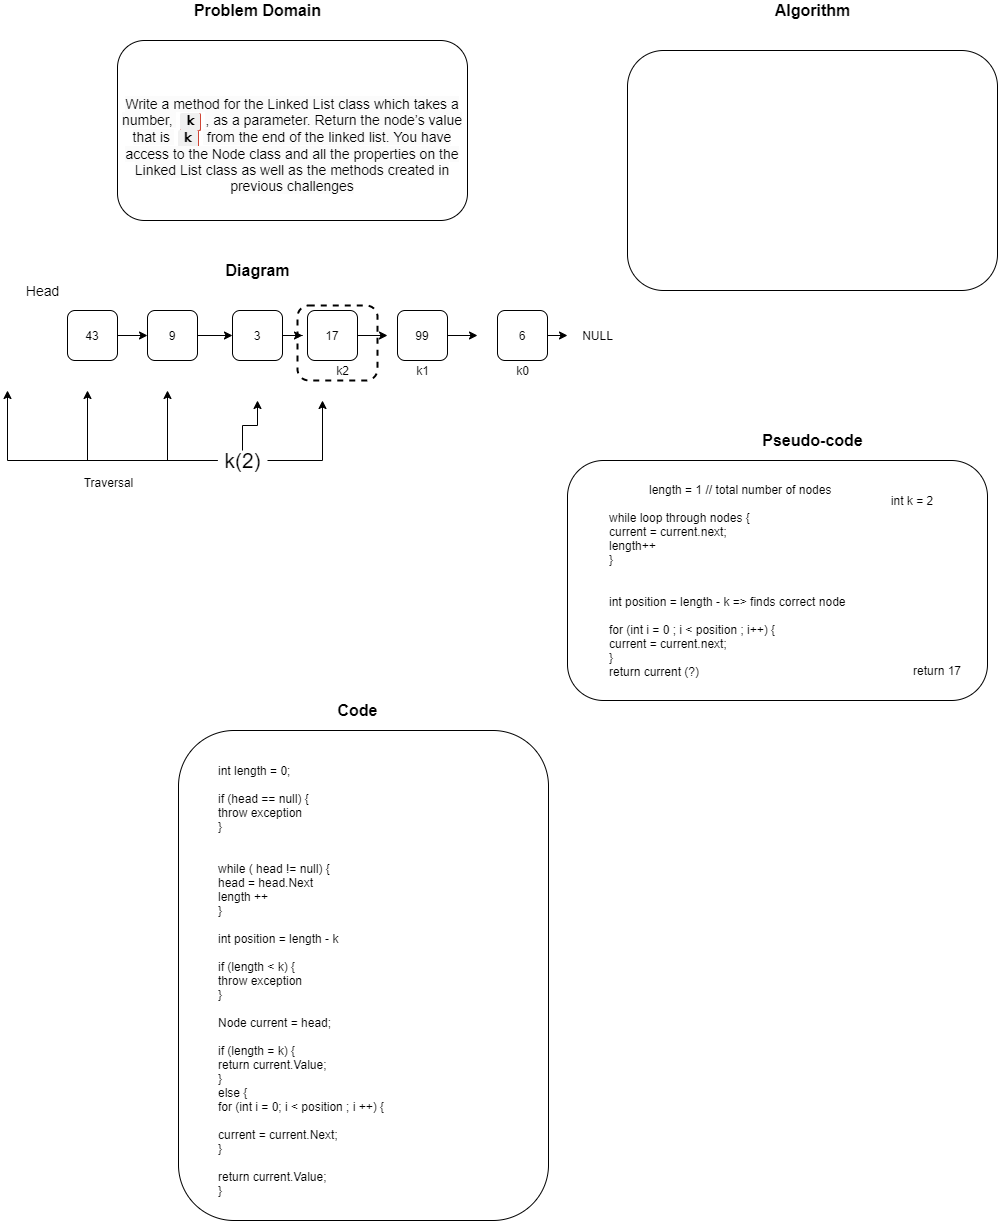 Problem Domain
Algorithm
Write a method for the Linked List class which takes a
number, k , as a parameter. Return the node's value
that is k from the end of the linked list. You have
access to the Node class and all the properties on the
Linked List class as well as the methods created in
previous challenges
Diagram
Head
43 9 3 17 99 6 NULL
k2 k1 k0
k(2)
Traversal
Pseudo-code
length = 1 // total number of nodes
int k = 2
while loop through nodes {
current = current.next;
length++
}
int position = length - k => finds correct node
for (int i = 0 ; i < position ; i++) {
current = current.next;
}
return current (?)
return 17
Code
int length = 0;
if (head == null) {
throw exception
}
while ( head != null) {
head = head.Next
length ++
}
int position = length - k
if (length < k) {
throw exception
}
Node current = head;
if (length = k) {
return current.Value;
}
else {
for (int i = 0; i < position ; i ++) {
current = current.Next;
}
return current.Value;
}